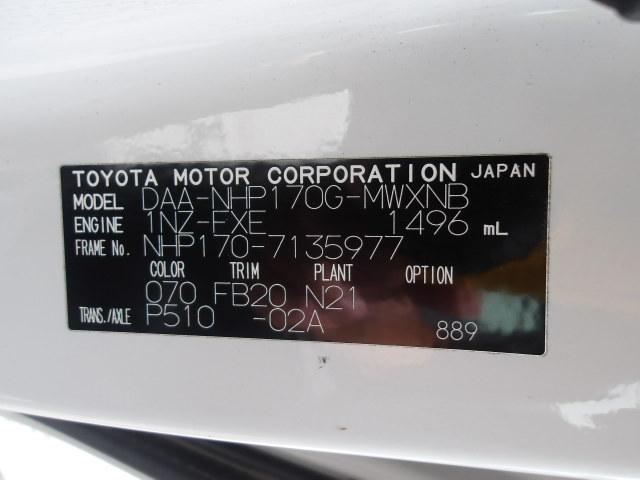 TOYOTA MOTOR CORPORATION JAPAN
MODEL DAA-NHP170G-MWXNB
ENGINE 1NZ-FXE 1496 mL
FRAME No. NHP170-7135977
COLOR TRIM PLANT OPTION
070 FB20 N21
TRANS./AXLE P510 -02A 889